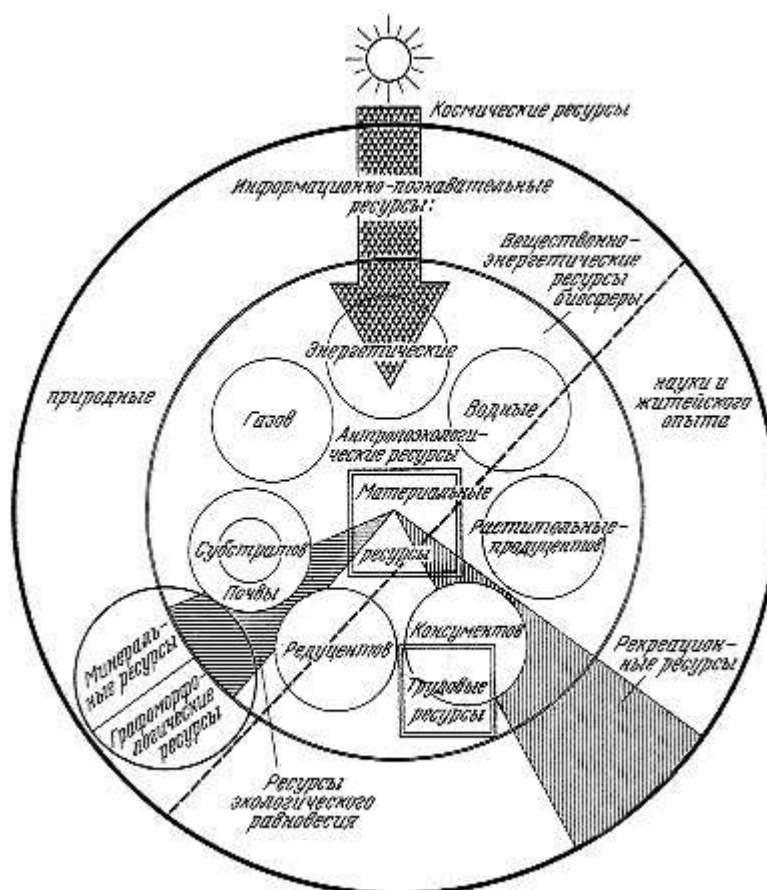 Космические ресурсы
Информационно-познавательные
ресурсы:
Вещественно-
энергетические
ресурсы
биосферы
Энергетические
природные
науки и
житейского
опыта
Газов
Водные
Антропоэкологи-
ческие ресурсы
Материальные
ресурсы
Растительные-
продуцентов
Субстратов
Почвы
Редуцентов
Консументов
Трудовые
ресурсы
Минераль-
ные ресурсы
Графоморфо-
логические
ресурсы
Рекреацион-
ные ресурсы
Ресурсы
экологического
равновесия